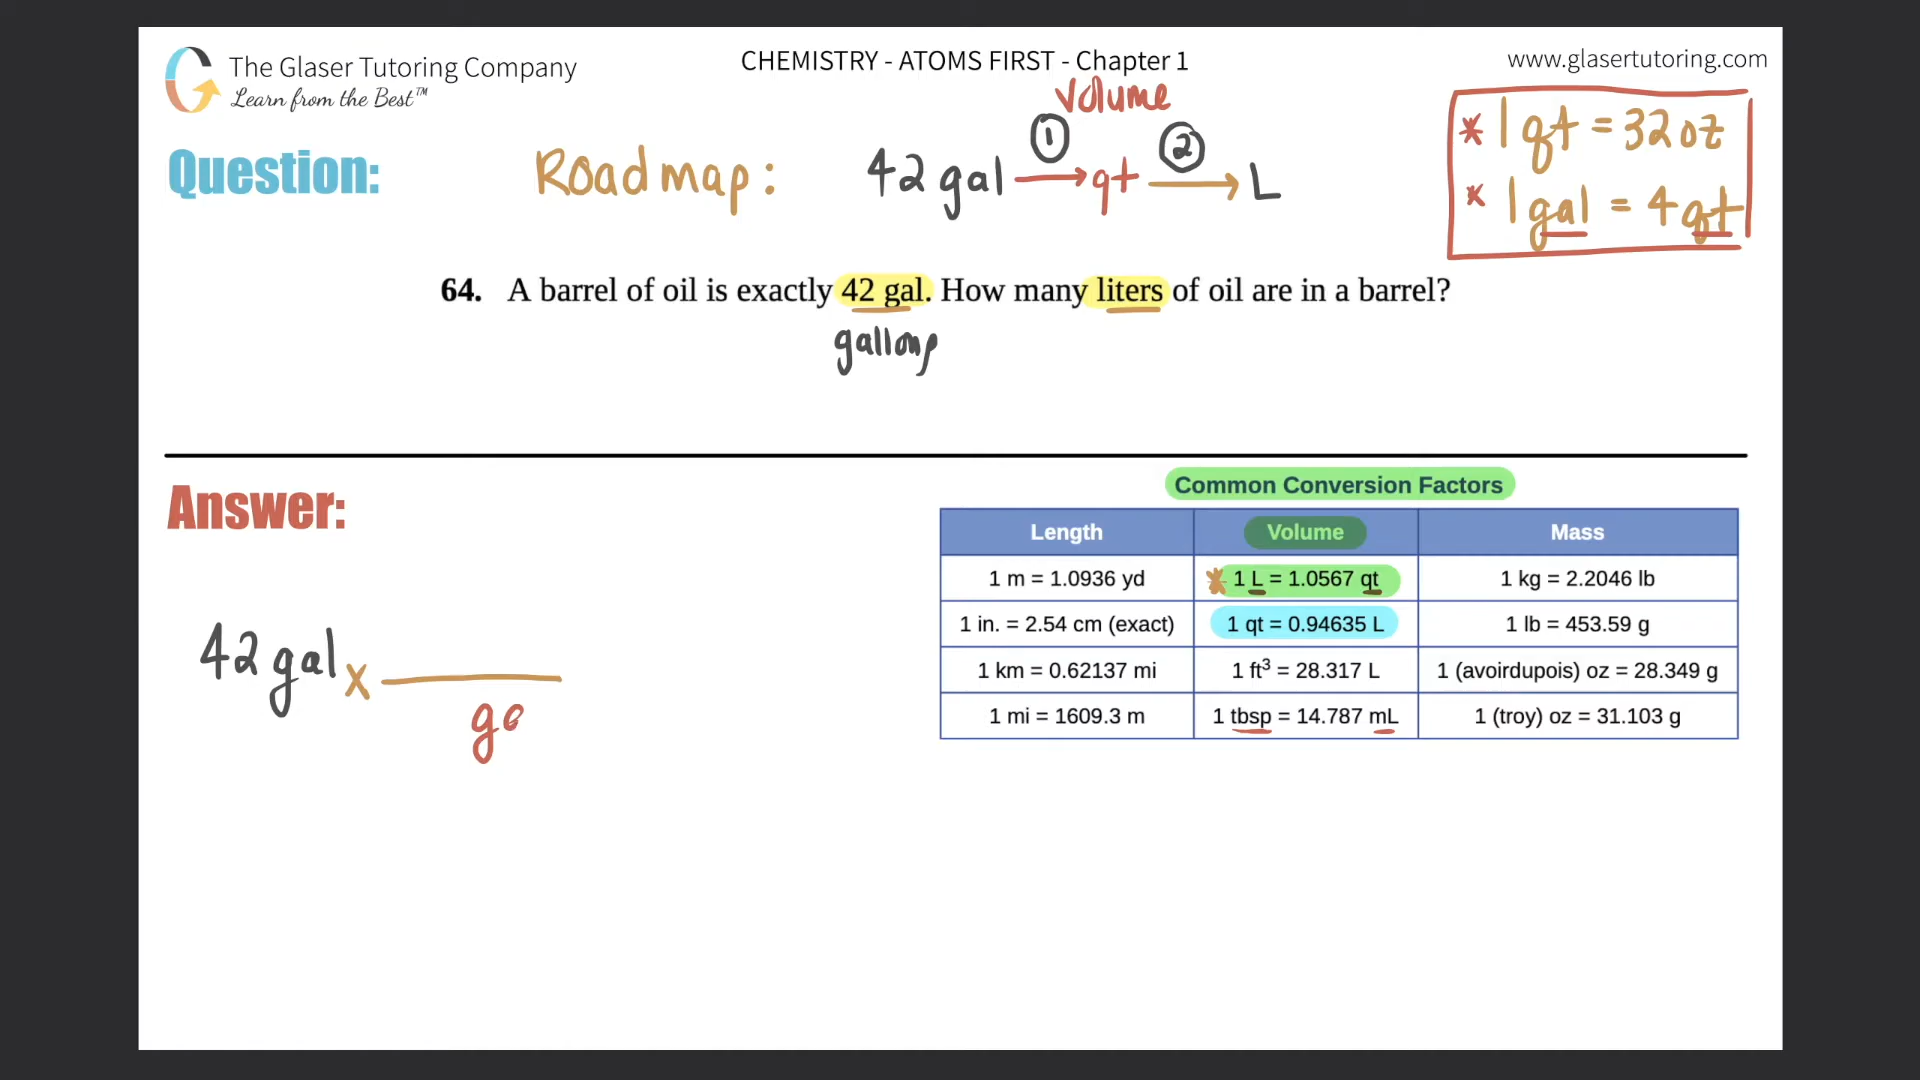 The Glaser Tutoring Company
Learn from the Best™
CHEMISTRY - ATOMS FIRST - Chapter 1
www.glasertutoring.com
volume
Question:
Roadmap:
42 gal ① → qt ② → L
* 1 qt = 32 oz
* 1 gal = 4 qt
64. A barrel of oil is exactly 42 gal. How many liters of oil are in a barrel?
gallons
Answer:
Common Conversion Factors
Length Volume Mass
1 m = 1.0936 yd * 1 L = 1.0567 qt 1 kg = 2.2046 lb
1 in. = 2.54 cm (exact) 1 qt = 0.94635 L 1 lb = 453.59 g
1 km = 0.62137 mi 1 ft³ = 28.317 L 1 (avoirdupois) oz = 28.349 g
1 mi = 1609.3 m 1 tbsp = 14.787 mL 1 (troy) oz = 31.103 g
42 gal x
ga